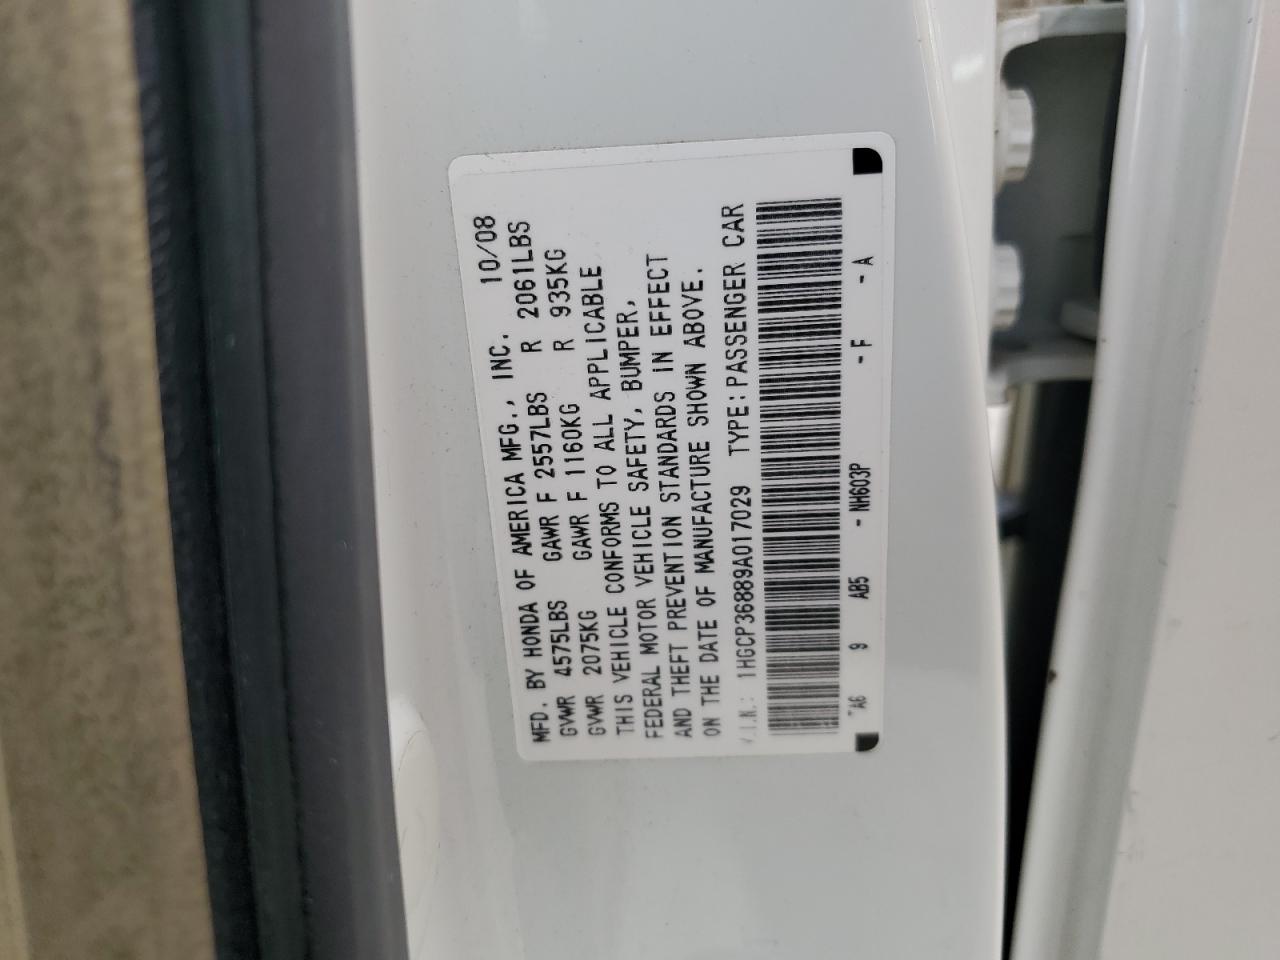 MFD. BY HONDA OF AMERICA MFG., INC. 10/08
GVWR 4575LBS GAWR F 2557LBS R 2061LBS
GVWR 2075KG GAWR F 1160KG R 935KG
THIS VEHICLE CONFORMS TO ALL APPLICABLE
FEDERAL MOTOR VEHICLE SAFETY, BUMPER,
AND THEFT PREVENTION STANDARDS IN EFFECT
ON THE DATE OF MANUFACTURE SHOWN ABOVE.
V.I.N.: 1HGCP36889A017029 TYPE: PASSENGER CAR
TA6 9 AB5 - NH603P - F - A